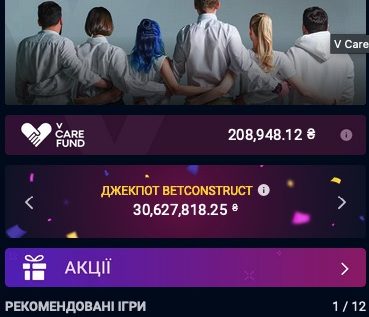 V Care
V
CARE
FUND
208,948.12 ₴
ДЖЕКПОТ BETCONSTRUCT
30,627,818.25 ₴
АКЦІЇ
РЕКОМЕНДОВАНІ ІГРИ
1 / 12